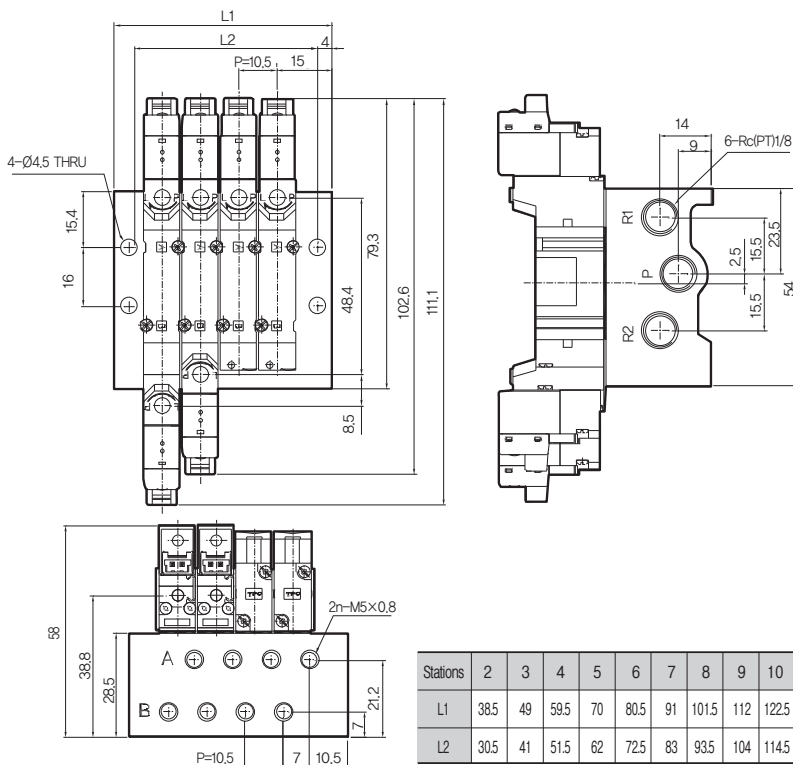 L1
L2
4
P=10.5
15
4-Ø4.5 THRU
15.4
16
79.3
48.4
102.6
111.1
8.5
14
9
6-Rc(PT)1/8
R1
P
R2
2.5
15.5
23.5
15.5
54
58
38.8
28.5
TPC
TPC
2n-M5×0.8
A
B
21.2
7
P=10.5
7
10.5
Stations 2 3 4 5 6 7 8 9 10
L1 38.5 49 59.5 70 80.5 91 101.5 112 122.5
L2 30.5 41 51.5 62 72.5 83 93.5 104 114.5